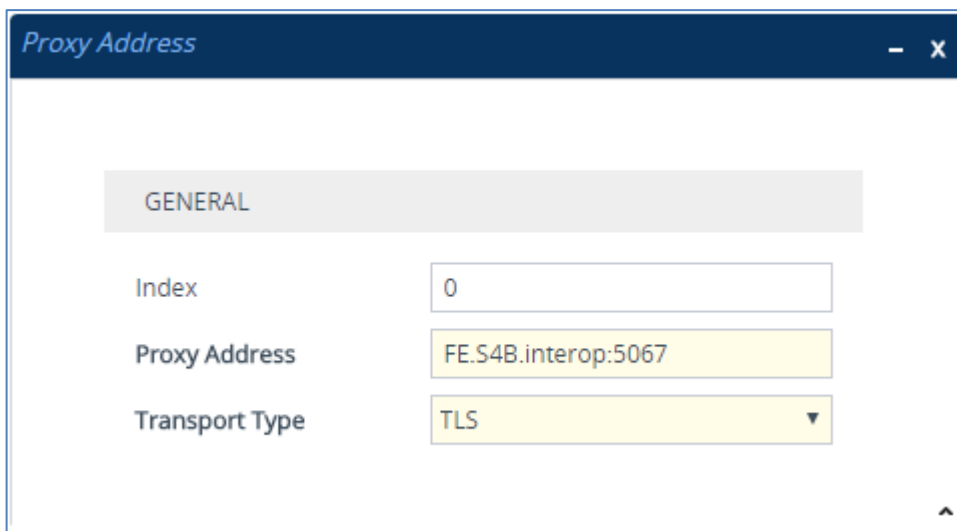 Proxy Address
– x
GENERAL
Index 0
Proxy Address FE.S4B.interop:5067
Transport Type TLS